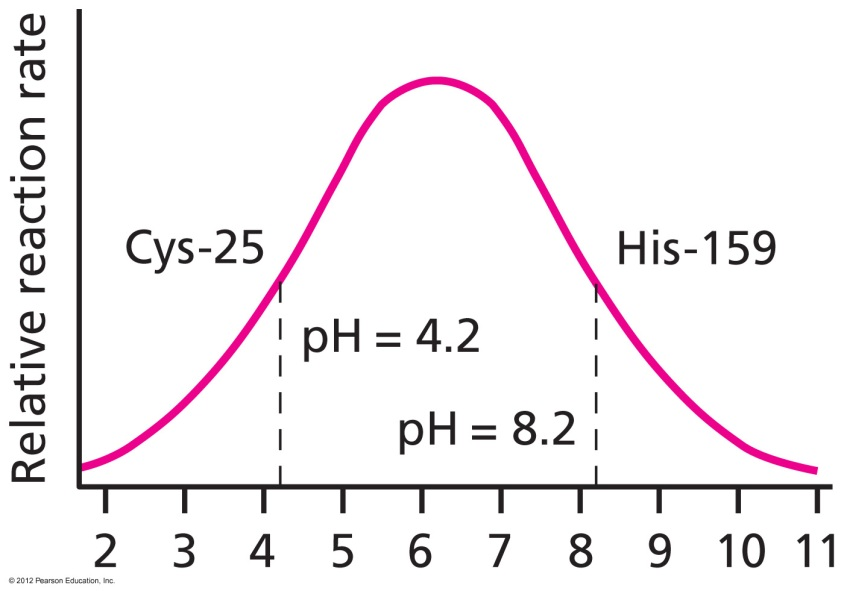 Relative reaction rate
Cys-25
His-159
pH = 4.2
pH = 8.2
2 3 4 5 6 7 8 9 10 11
© 2012 Pearson Education, Inc.